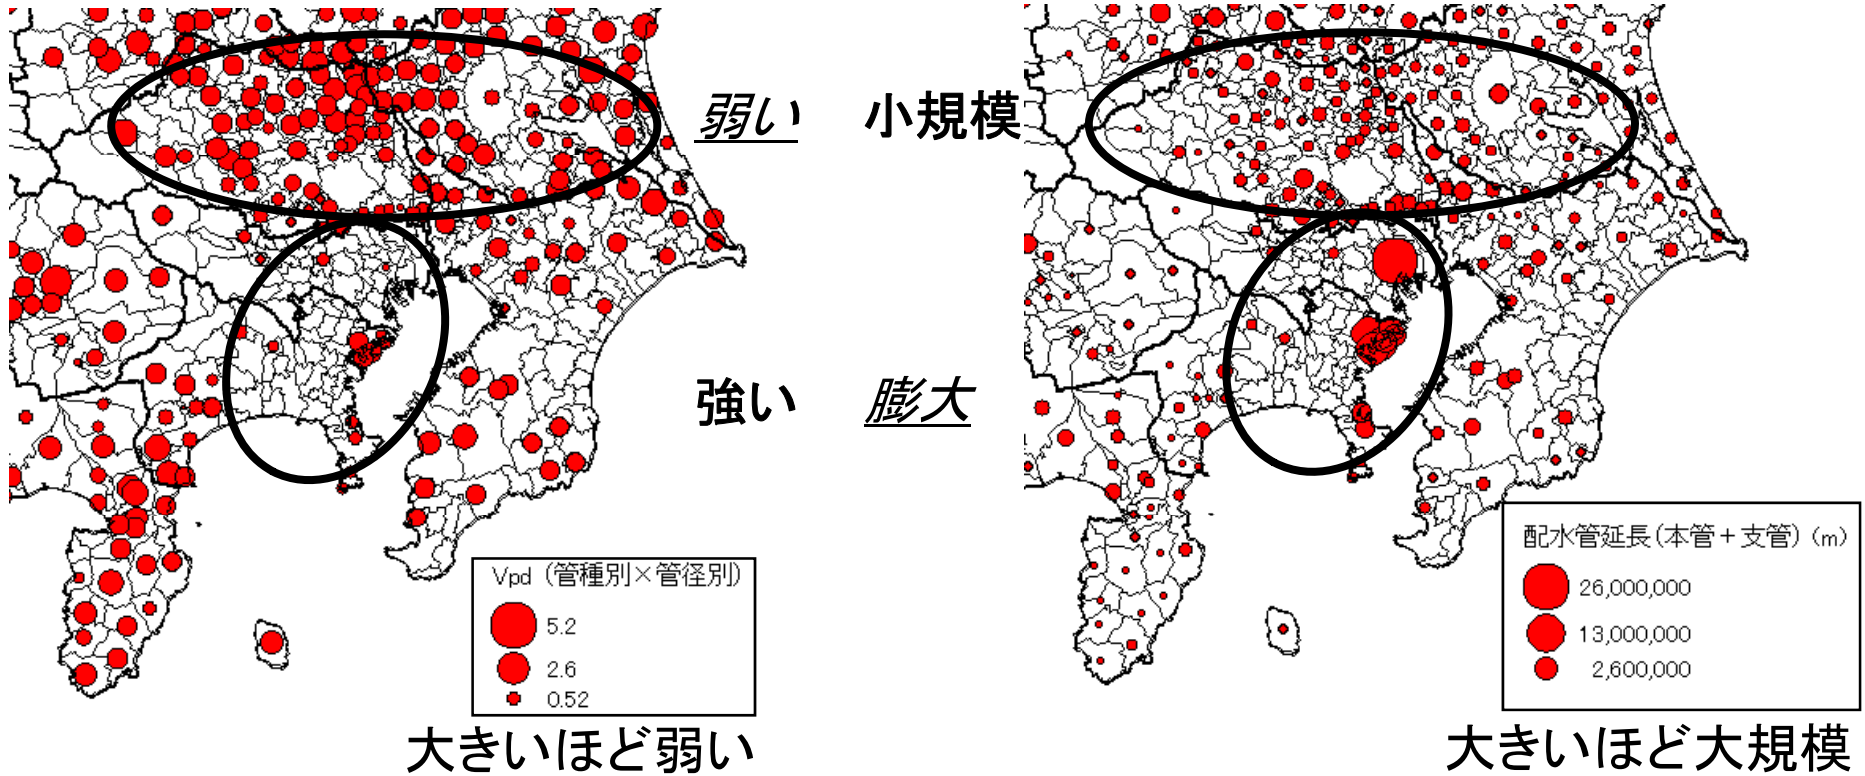 弱い 小規模
強い 膨大
Vpd（管種別×管径別）
5.2
2.6
0.52
大きいほど弱い
配水管延長（本管＋支管）（m）
26,000,000
13,000,000
2,600,000
大きいほど大規模